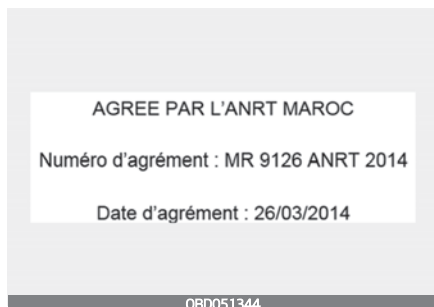 AGREE PAR L'ANRT MAROC
Numéro d'agrément : MR 9126 ANRT 2014
Date d'agrément : 26/03/2014
OBD051344